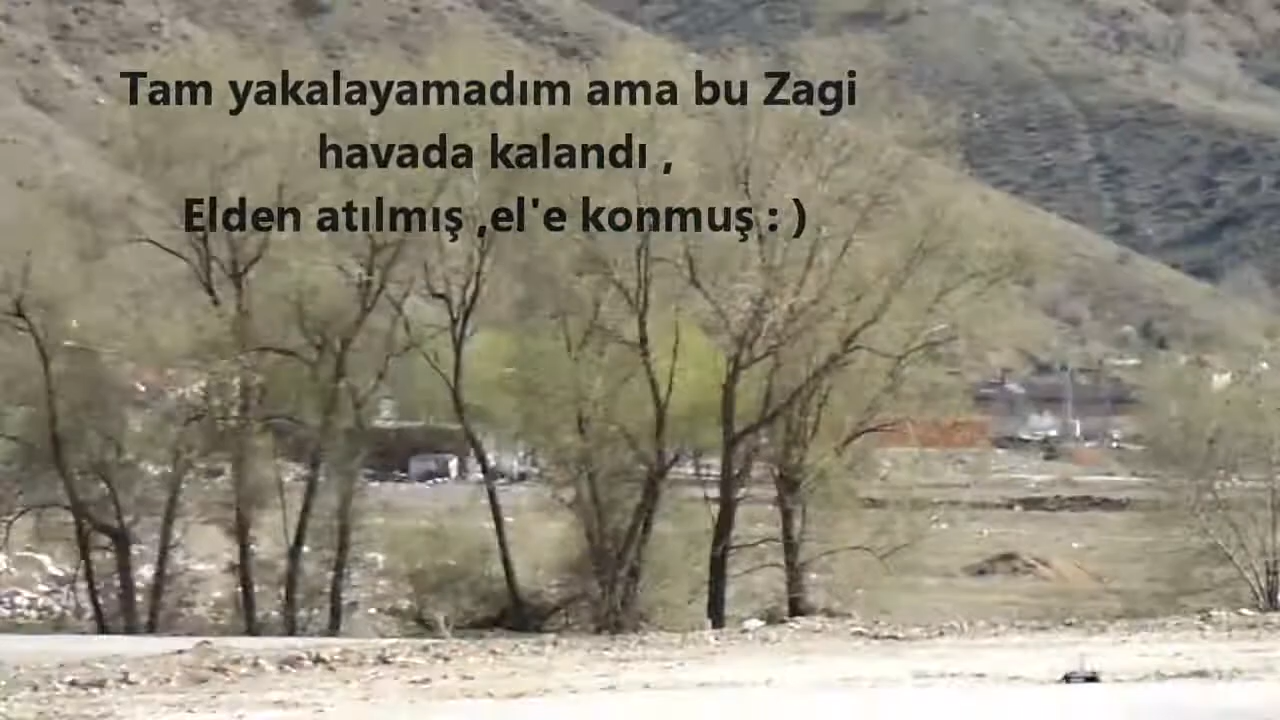 Tam yakalayamadım ama bu Zagi
havada kalandı ,
Elden atılmış ,el'e konmuş : )